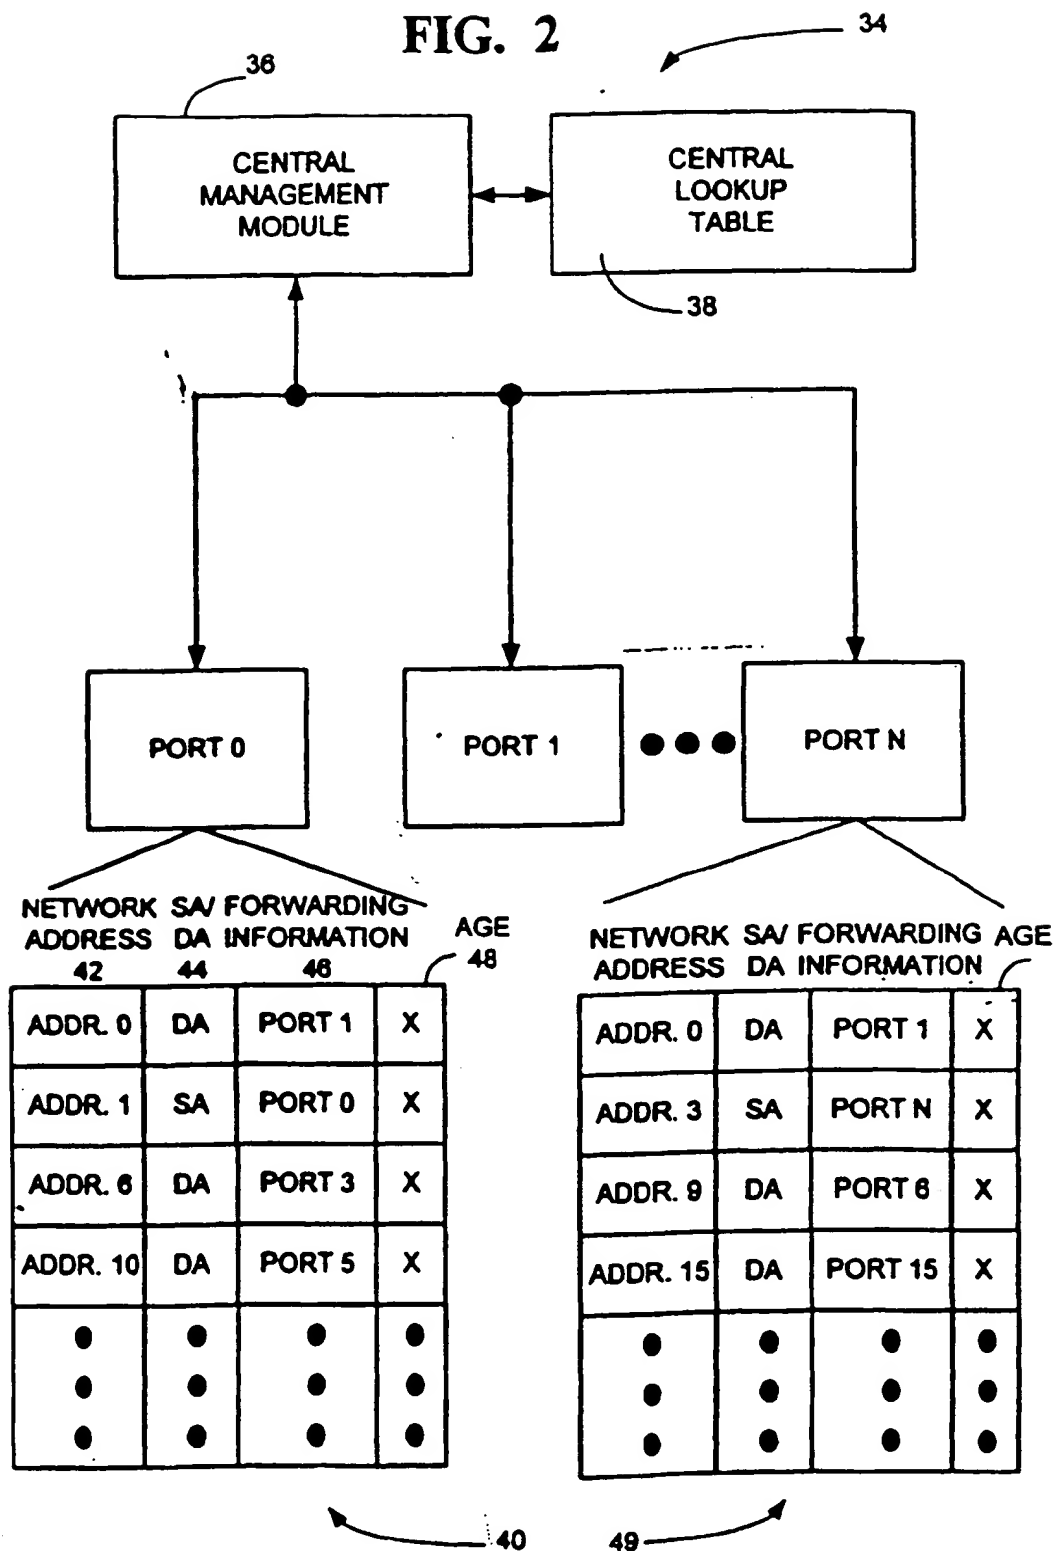 FIG. 2
34
36
CENTRAL
MANAGEMENT
MODULE
CENTRAL
LOOKUP
TABLE
38
PORT 0
PORT 1
PORT N
NETWORK SA/ FORWARDING
ADDRESS DA INFORMATION AGE
42 44 46 48
ADDR. 0 DA PORT 1 X
ADDR. 1 SA PORT 0 X
ADDR. 6 DA PORT 3 X
ADDR. 10 DA PORT 5 X
40
NETWORK SA/ FORWARDING AGE
ADDRESS DA INFORMATION
ADDR. 0 DA PORT 1 X
ADDR. 3 SA PORT N X
ADDR. 9 DA PORT 6 X
ADDR. 15 DA PORT 15 X
49